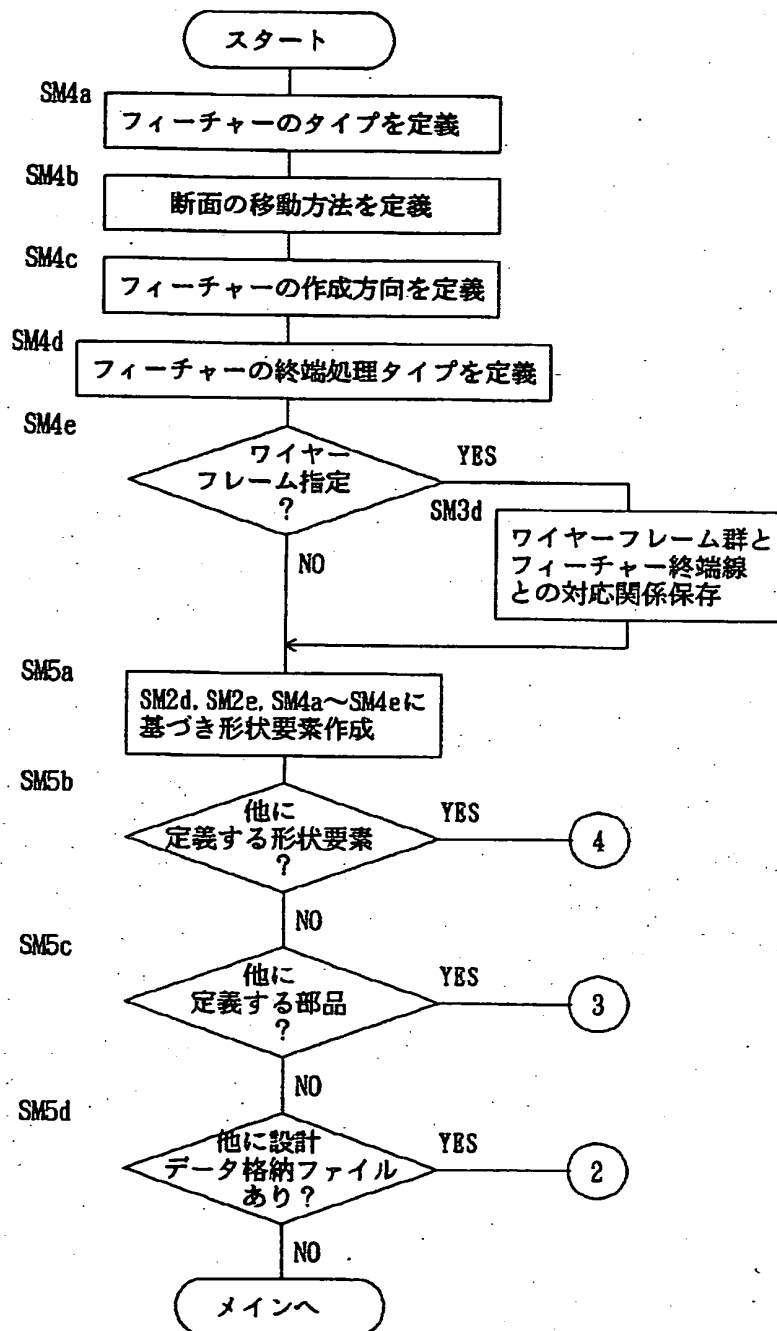 スタート
SM4a
フィーチャーのタイプを定義
SM4b
断面の移動方法を定義
SM4c
フィーチャーの作成方向を定義
SM4d
フィーチャーの終端処理タイプを定義
SM4e
ワイヤー
フレーム指定
?
YES
SM3d
ワイヤーフレーム群と
フィーチャー終端線
との対応関係保存
NO
SM5a
SM2d, SM2e, SM4a～SM4eに
基づき形状要素作成
SM5b
他に
定義する形状要素
?
YES
4
NO
SM5c
他に
定義する部品
?
YES
3
NO
SM5d
他に設計
データ格納ファイル
あり?
YES
2
NO
メインへ